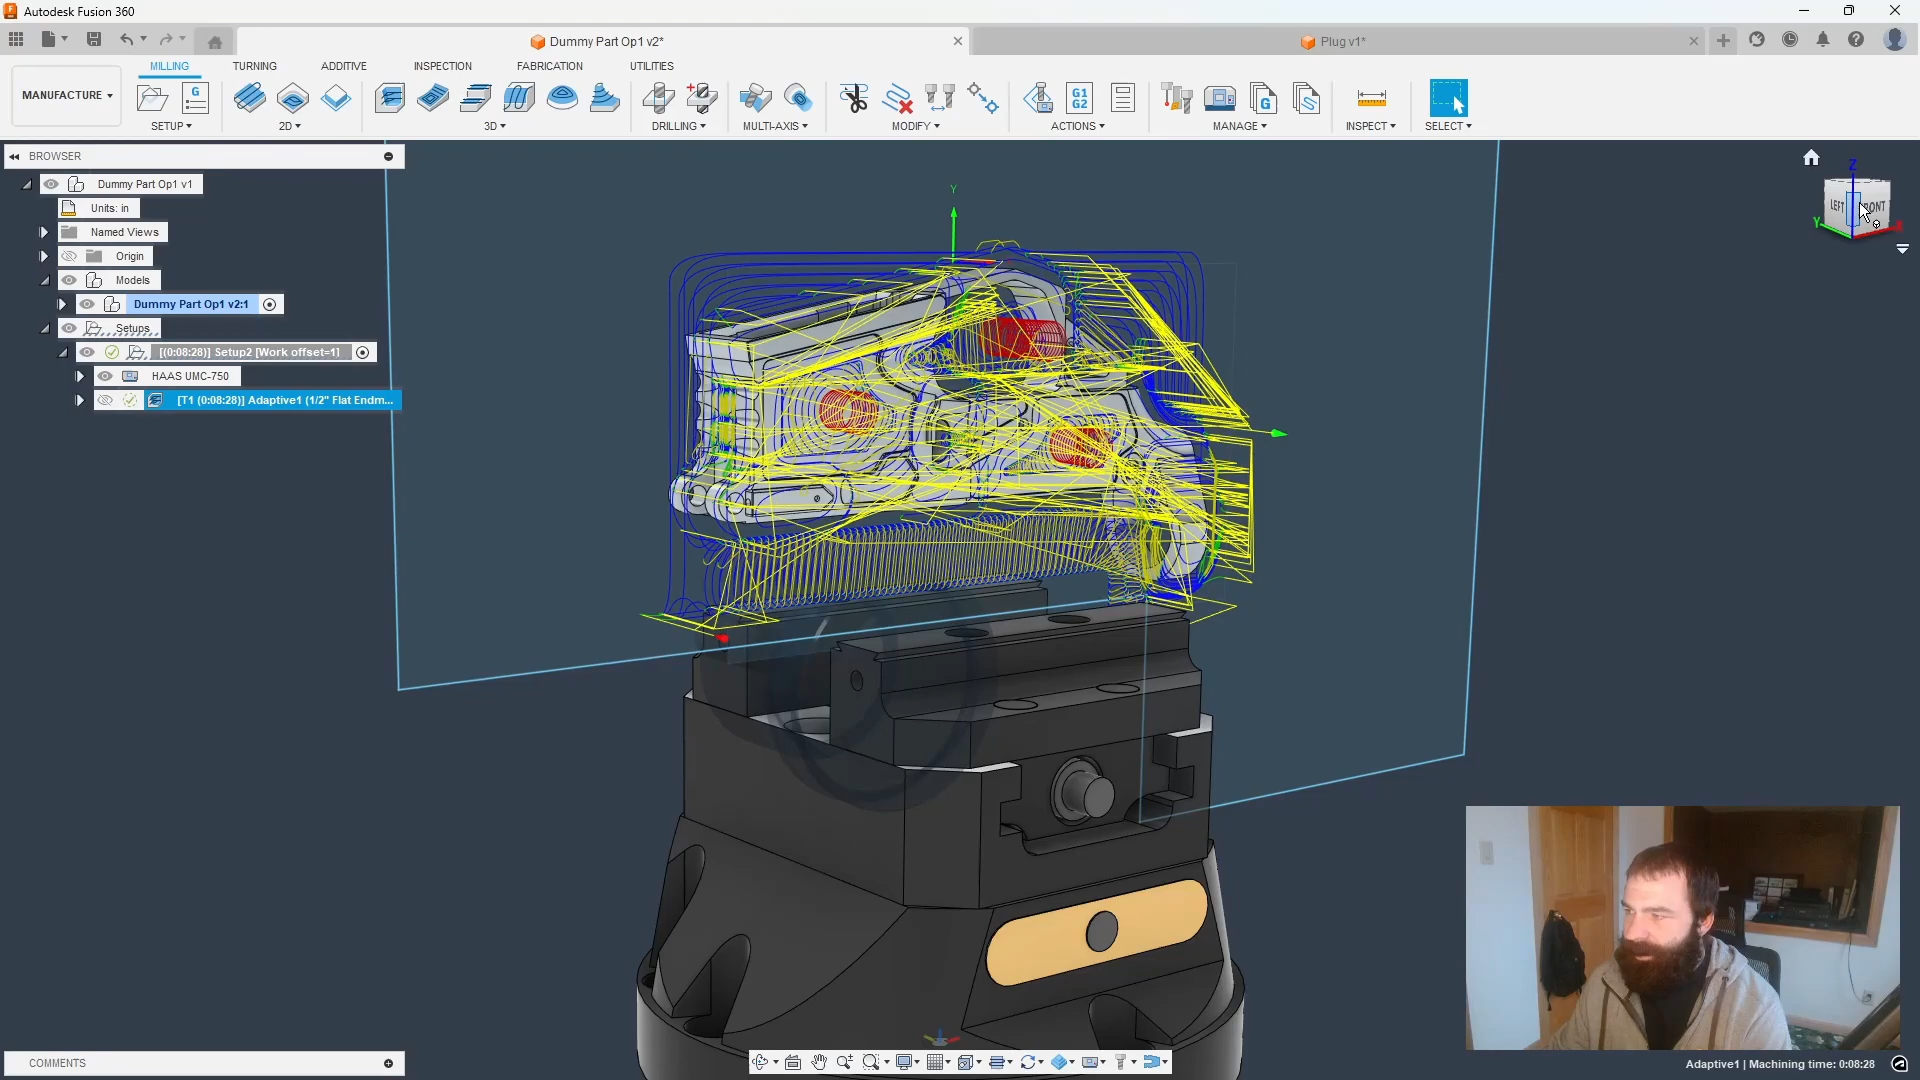 Autodesk Fusion 360
Dummy Part Op1 v2*
Plug v1*
MILLING
TURNING
ADDITIVE
INSPECTION
FABRICATION
UTILITIES
MANUFACTURE
G
G1
G2
G
SETUP
2D
3D
DRILLING
MULTI-AXIS
MODIFY
ACTIONS
MANAGE
INSPECT
SELECT
BROWSER
Dummy Part Op1 v1
Units: in
Named Views
Origin
Models
Dummy Part Op1 v2:1
Setups
[(0:08:28)] Setup2 [Work offset=1]
HAAS UMC-750
[T1 (0:08:28)] Adaptive1 (1/2" Flat Endm...
Y
Z
LEFT
Y
X
COMMENTS
Adaptive1 | Machining time: 0:08:28